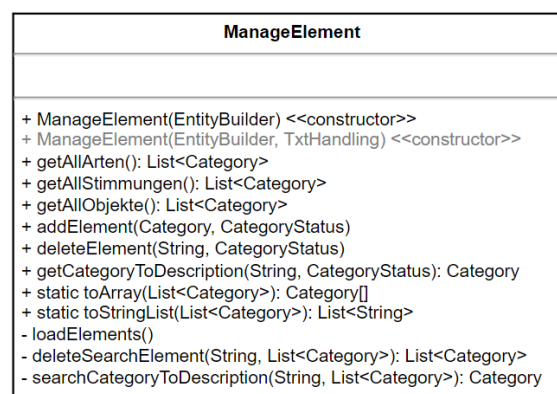 ManageElement
+ ManageElement(EntityBuilder) <<constructor>>
+ ManageElement(EntityBuilder, TxtHandling) <<constructor>>
+ getAllArten(): List<Category>
+ getAllStimmungen(): List<Category>
+ getAllObjekte(): List<Category>
+ addElement(Category, CategoryStatus)
+ deleteElement(String, CategoryStatus)
+ getCategoryToDescription(String, CategoryStatus): Category
+ static toArray(List<Category>): Category[]
+ static toStringList(List<Category>): List<String>
- loadElements()
- deleteSearchElement(String, List<Category>): List<Category>
- searchCategoryToDescription(String, List<Category>): Category